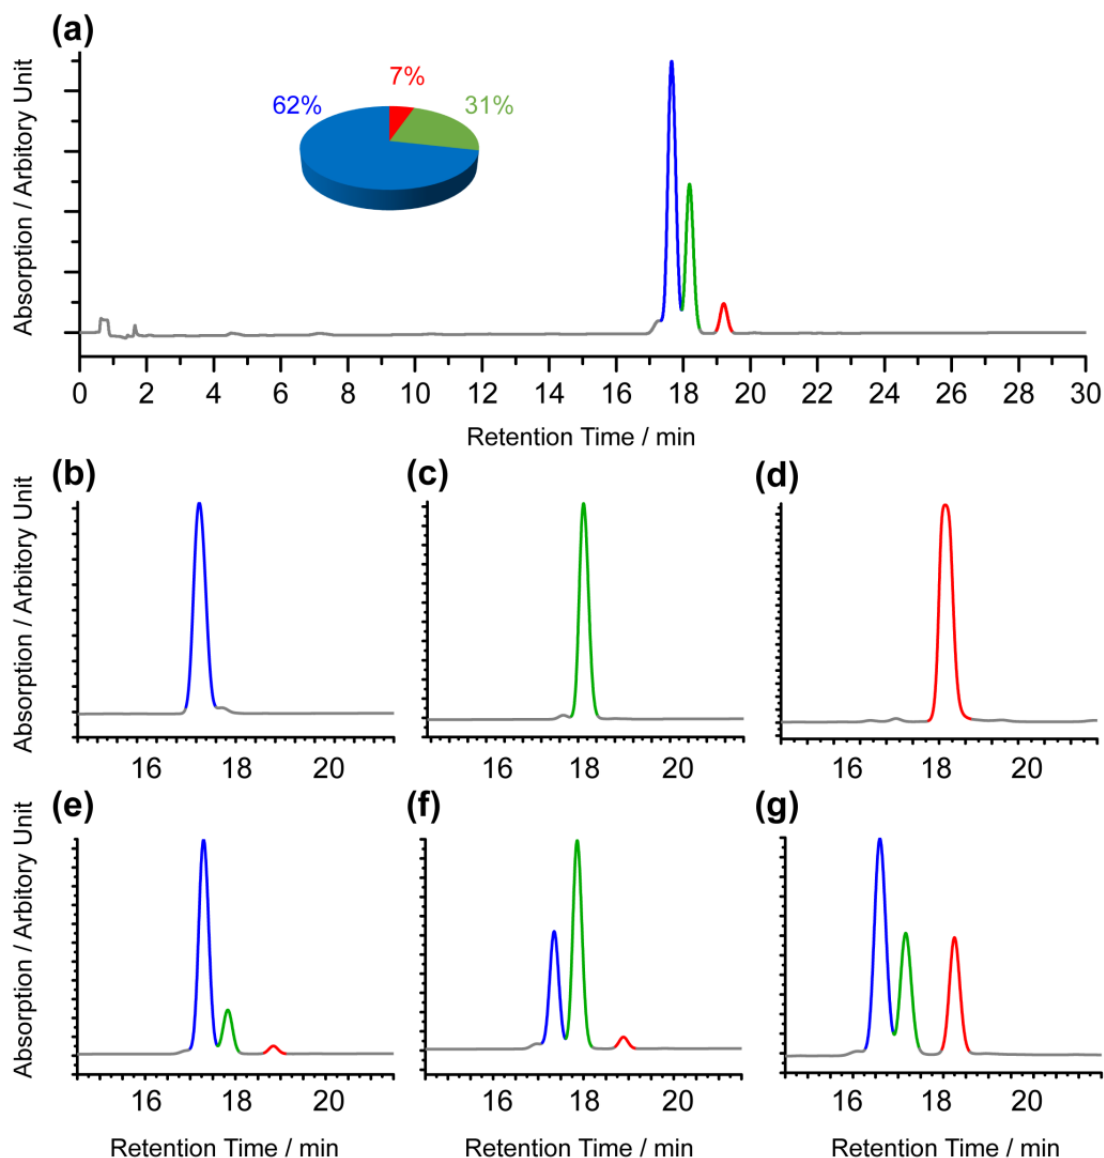 (a)
Absorption / Arbitory Unit
7%
62%
31%
0 2 4 6 8 10 12 14 16 18 20 22 24 26 28 30
Retention Time / min
(b) (c) (d)
Absorption / Arbitory Unit
16 18 20 16 18 20 16 18 20
(e) (f) (g)
Absorption / Arbitory Unit
16 18 20 16 18 20 16 18 20
Retention Time / min Retention Time / min Retention Time / min